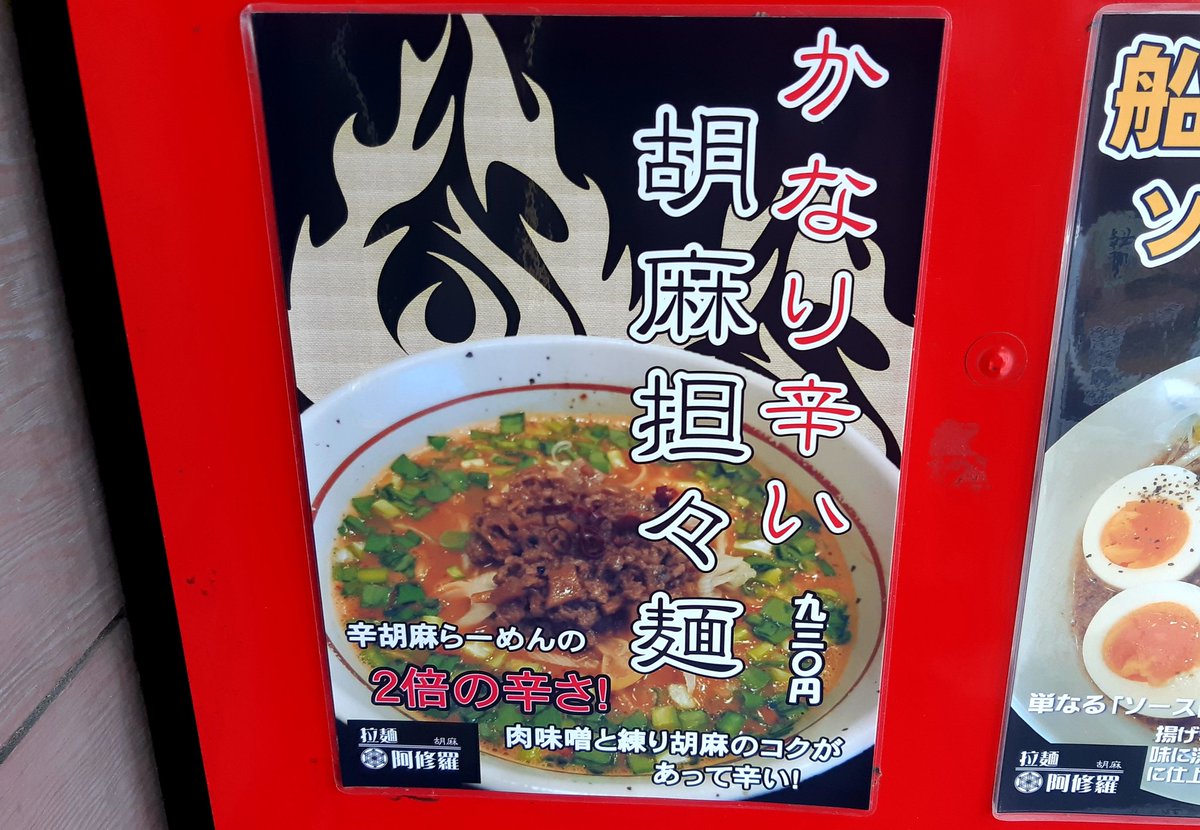 かなり辛い
胡麻担々麺
九三〇円
辛胡麻らーめんの
2倍の辛さ!
肉味噌と練り胡麻のコクが
あって辛い!
拉麺 胡麻
阿修羅
船
ソ
単なる「ソース
揚げ
味に
に仕上
拉麺 胡麻
阿修羅